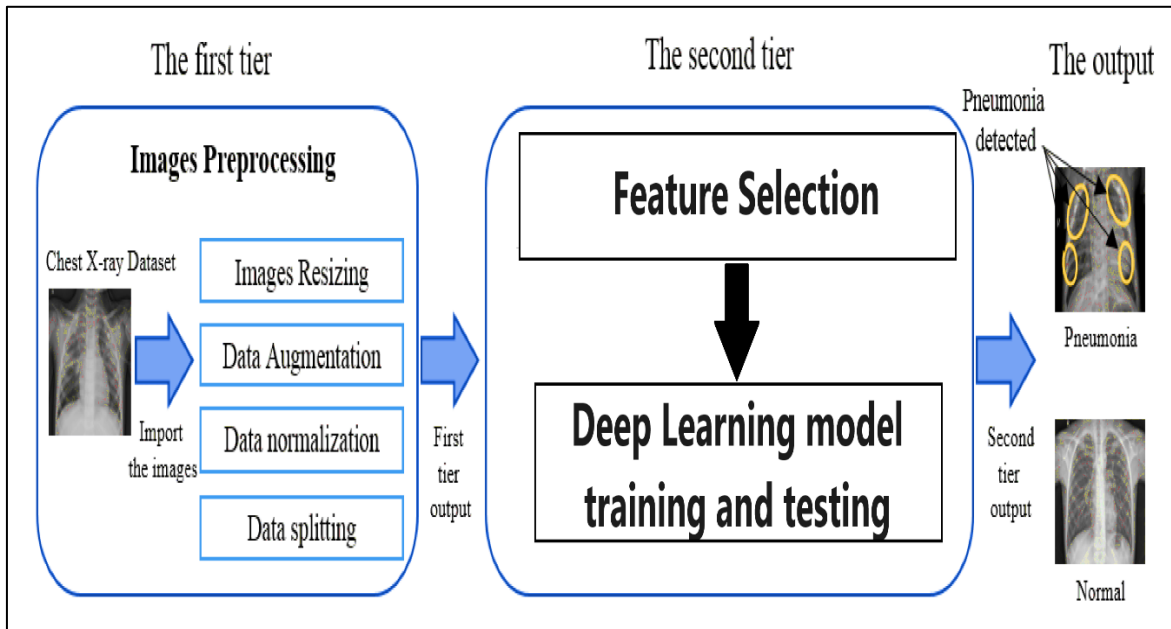 The first tier
Images Preprocessing
Chest X-ray Dataset
Import
the images
Images Resizing
Data Augmentation
Data normalization
Data splitting
First
tier
output
The second tier
Feature Selection
Deep Learning model
training and testing
Second
tier
output
The output
Pneumonia
detected
Pneumonia
Normal